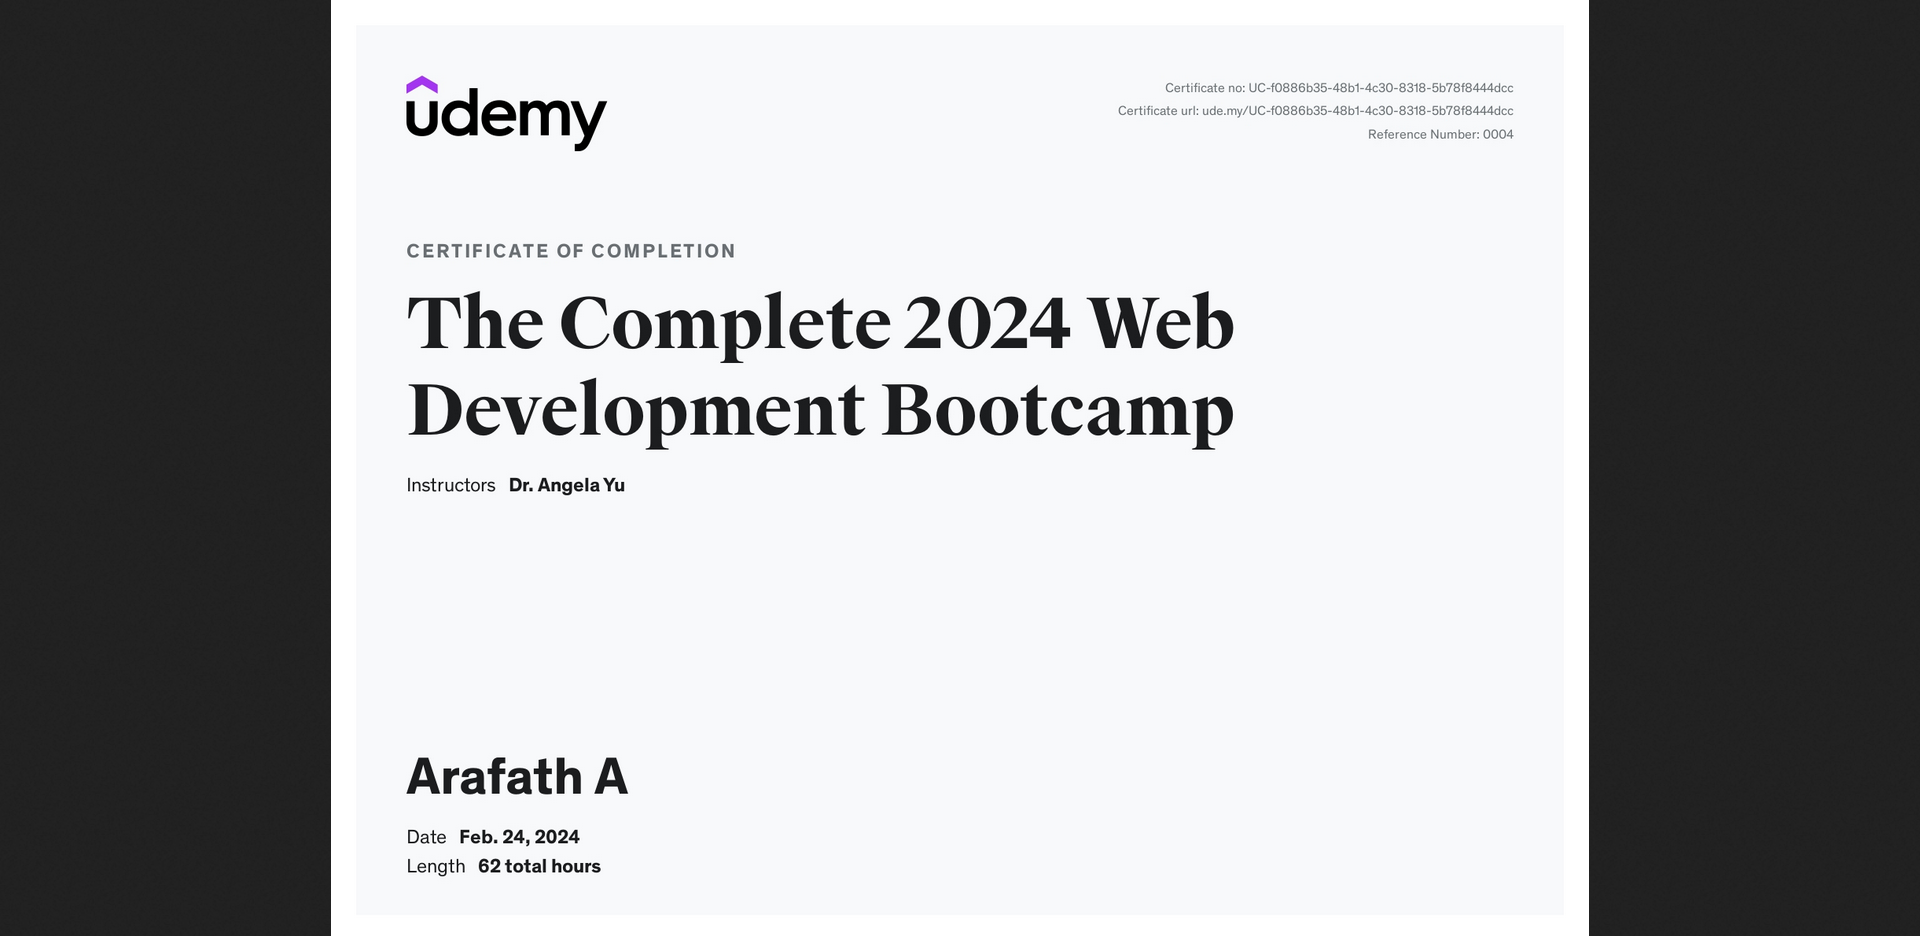 udemy
Certificate no: UC-f0886b35-48b1-4c30-8318-5b78f8444dcc
Certificate url: ude.my/UC-f0886b35-48b1-4c30-8318-5b78f8444dcc
Reference Number: 0004
CERTIFICATE OF COMPLETION
The Complete 2024 Web
Development Bootcamp
Instructors Dr. Angela Yu
Arafath A
Date Feb. 24, 2024
Length 62 total hours